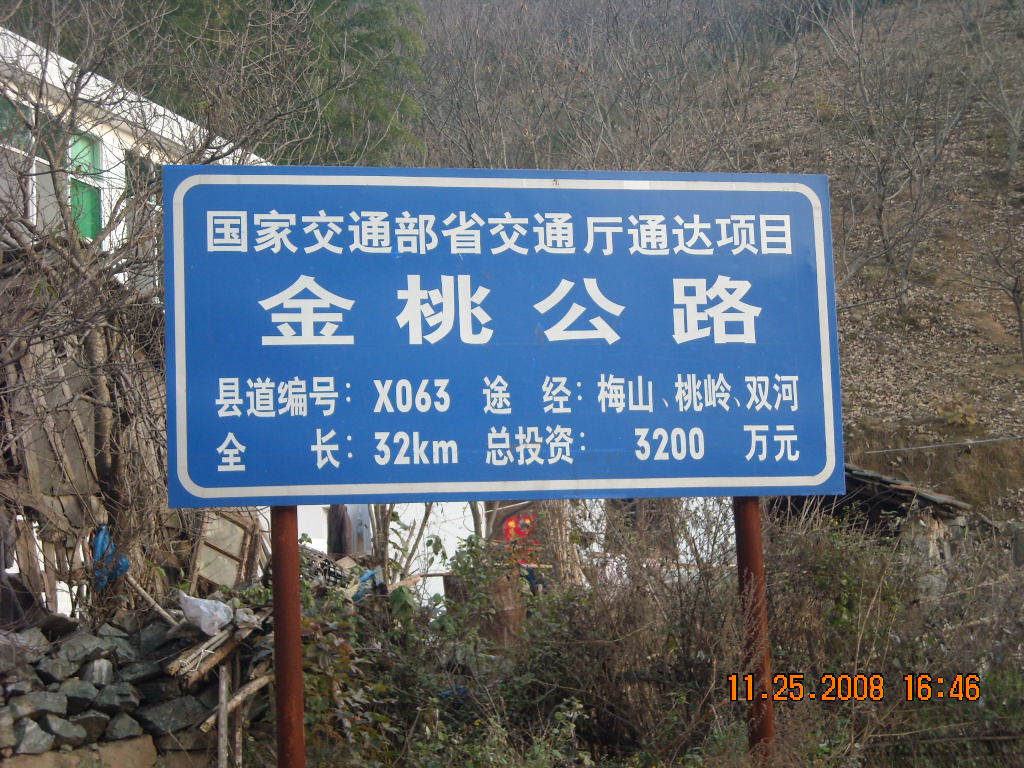 国家交通部省交通厅通达项目
金桃公路
县道编号：X063 途 经：梅山、桃岭、双河
全 长：32km 总投资： 3200 万元
11.25.2008 16:46